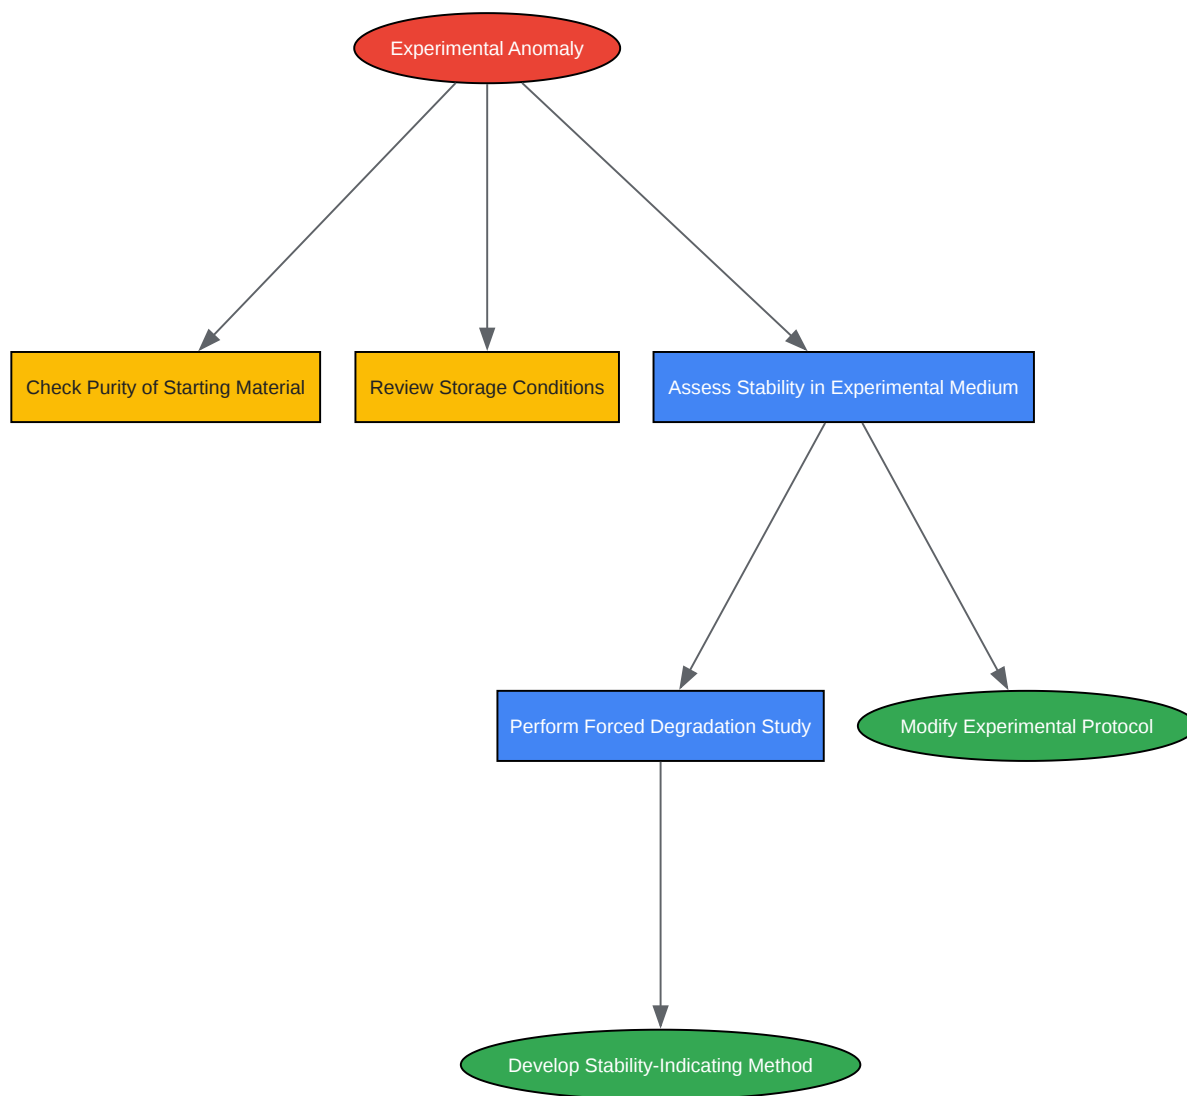 Experimental Anomaly
Check Purity of Starting Material
Review Storage Conditions
Assess Stability in Experimental Medium
Perform Forced Degradation Study
Modify Experimental Protocol
Develop Stability-Indicating Method